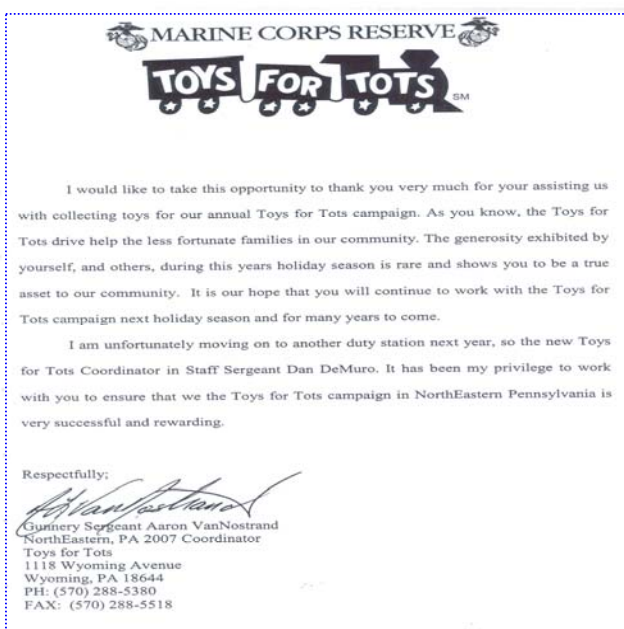 MARINE CORPS RESERVE
TOYS FOR TOTS SM
I would like to take this opportunity to thank you very much for your assisting us
with collecting toys for our annual Toys for Tots campaign. As you know, the Toys for
Tots drive help the less fortunate families in our community. The generosity exhibited by
yourself, and others, during this years holiday season is rare and shows you to be a true
asset to our community. It is our hope that you will continue to work with the Toys for
Tots campaign next holiday season and for many years to come.
I am unfortunately moving on to another duty station next year, so the new Toys
for Tots Coordinator in Staff Sergeant Dan DeMuro. It has been my privilege to work
with you to ensure that we the Toys for Tots campaign in NorthEastern Pennsylvania is
very successful and rewarding.
Respectfully;
Gunnery Sergeant Aaron VanNostrand
NorthEastern, PA 2007 Coordinator
Toys for Tots
1118 Wyoming Avenue
Wyoming, PA 18644
PH: (570) 288-5380
FAX: (570) 288-5518